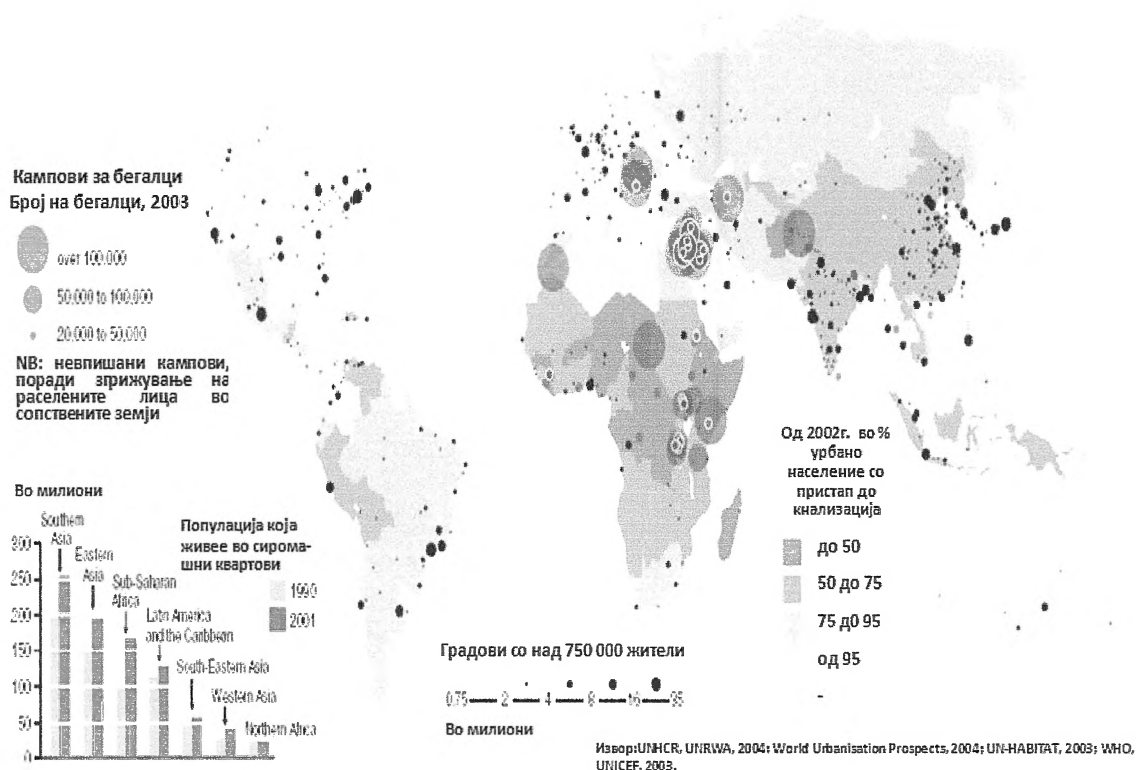 Кампови за бегалци
Број на бегалци, 2003
over 100.000
50.000 to 100.000
20.000 to 50.000
NB: невпишани кампови,
поради згрижување на
раселените лица во
сопствените земји
Во милиони
300
250
200
150
100
50
0
Southern
Asia
Eastern
Asia
Sub-Saharan
Africa
Latin America
and the Caribbean
South-Eastern Asia
Western Asia
Northern Africa
Популација која
живее во сирома-
шни квартови
1990
2001
Градови со над 750 000 жители
0.75 2 4 8 16 35
Во милиони
Од 2002г. во %
урбано
население со
пристап до
кнализација
до 50
50 до 75
75 до 95
од 95
-
Извор:UNHCR, UNRWA, 2004; World Urbanisation Prospects, 2004; UN-HABITAT, 2003; WHO,
UNICEF, 2003.